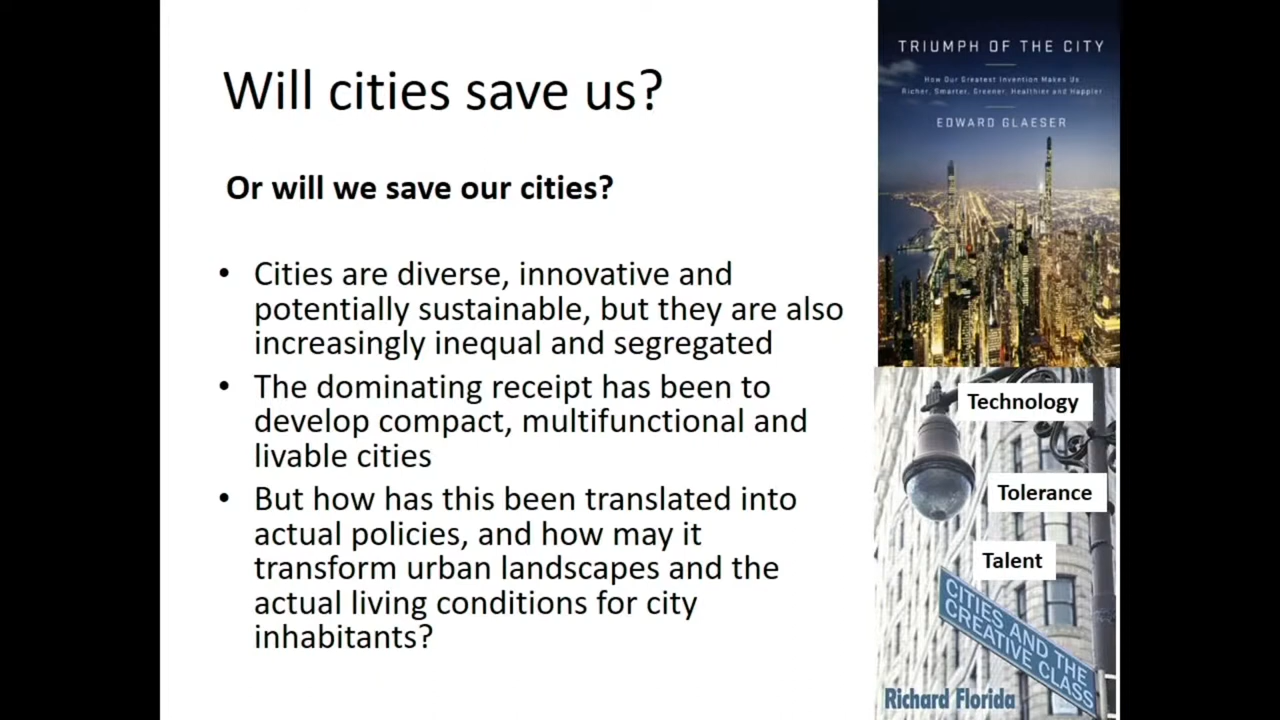 Will cities save us?
Or will we save our cities?
• Cities are diverse, innovative and
potentially sustainable, but they are also
increasingly inequal and segregated
• The dominating receipt has been to
develop compact, multifunctional and
livable cities
• But how has this been translated into
actual policies, and how may it
transform urban landscapes and the
actual living conditions for city
inhabitants?
TRIUMPH OF THE CITY
How Our Greatest Invention Makes Us
Richer, Smarter, Greener, Healthier and Happier
EDWARD GLAESER
Technology
Tolerance
Talent
CITIES AND THE
CREATIVE CLASS
Richard Florida